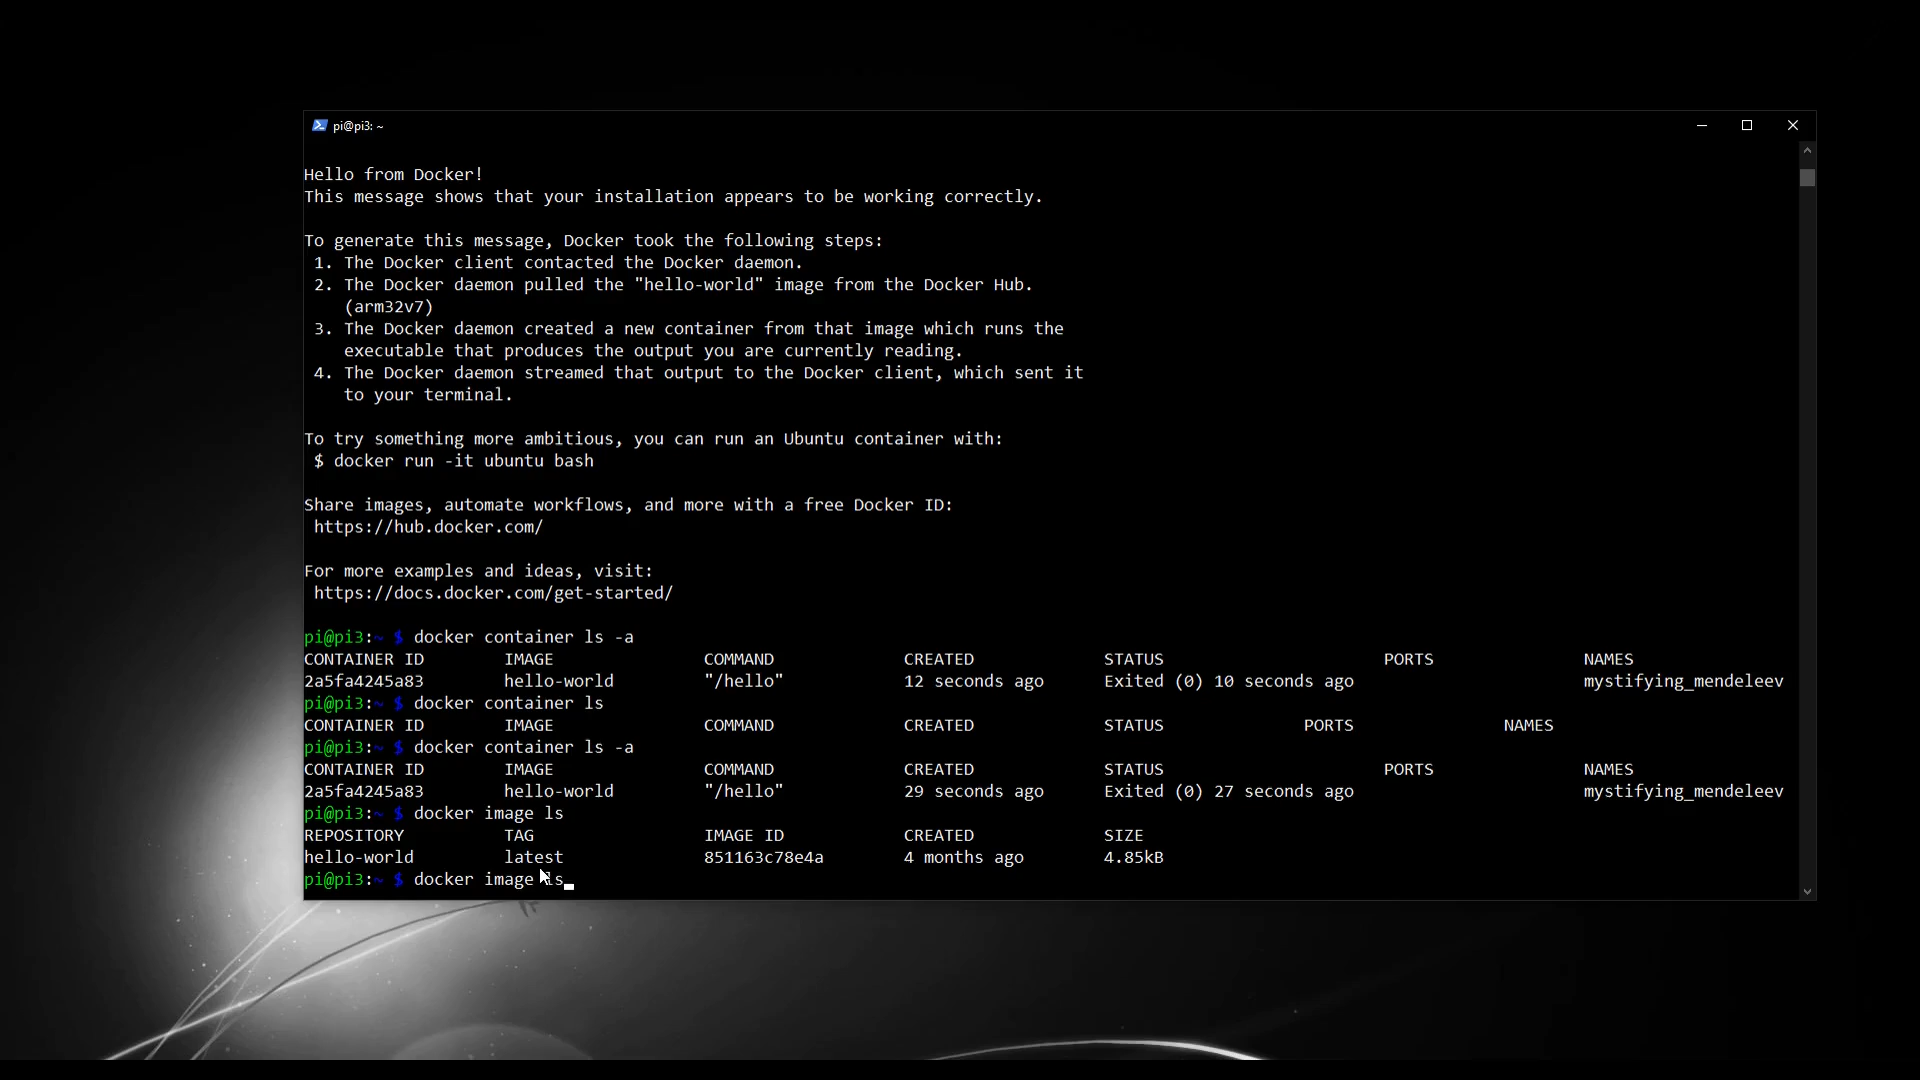 pi@pi3: ~
Hello from Docker!
This message shows that your installation appears to be working correctly.
To generate this message, Docker took the following steps:
1. The Docker client contacted the Docker daemon.
2. The Docker daemon pulled the "hello-world" image from the Docker Hub.
(arm32v7)
3. The Docker daemon created a new container from that image which runs the
executable that produces the output you are currently reading.
4. The Docker daemon streamed that output to the Docker client, which sent it
to your terminal.
To try something more ambitious, you can run an Ubuntu container with:
$ docker run -it ubuntu bash
Share images, automate workflows, and more with a free Docker ID:
https://hub.docker.com/
For more examples and ideas, visit:
https://docs.docker.com/get-started/
pi@pi3:~ $ docker container ls -a
CONTAINER ID IMAGE COMMAND CREATED STATUS PORTS NAMES
2a5fa4245a83 hello-world "/hello" 12 seconds ago Exited (0) 10 seconds ago mystifying_mendeleev
pi@pi3:~ $ docker container ls
CONTAINER ID IMAGE COMMAND CREATED STATUS PORTS NAMES
pi@pi3:~ $ docker container ls -a
CONTAINER ID IMAGE COMMAND CREATED STATUS PORTS NAMES
2a5fa4245a83 hello-world "/hello" 29 seconds ago Exited (0) 27 seconds ago mystifying_mendeleev
pi@pi3:~ $ docker image ls
REPOSITORY TAG IMAGE ID CREATED SIZE
hello-world latest 851163c78e4a 4 months ago 4.85kB
pi@pi3:~ $ docker image ls